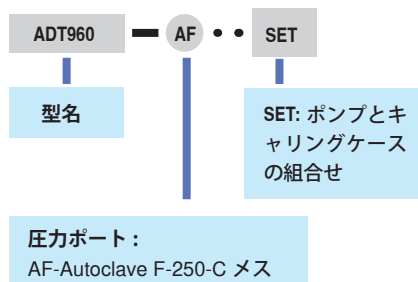 ADT960 — AF • • SET
型名
SET: ポンプとキ
ャリングケース
の組合せ
圧力ポート :
AF-Autoclave F-250-C メス